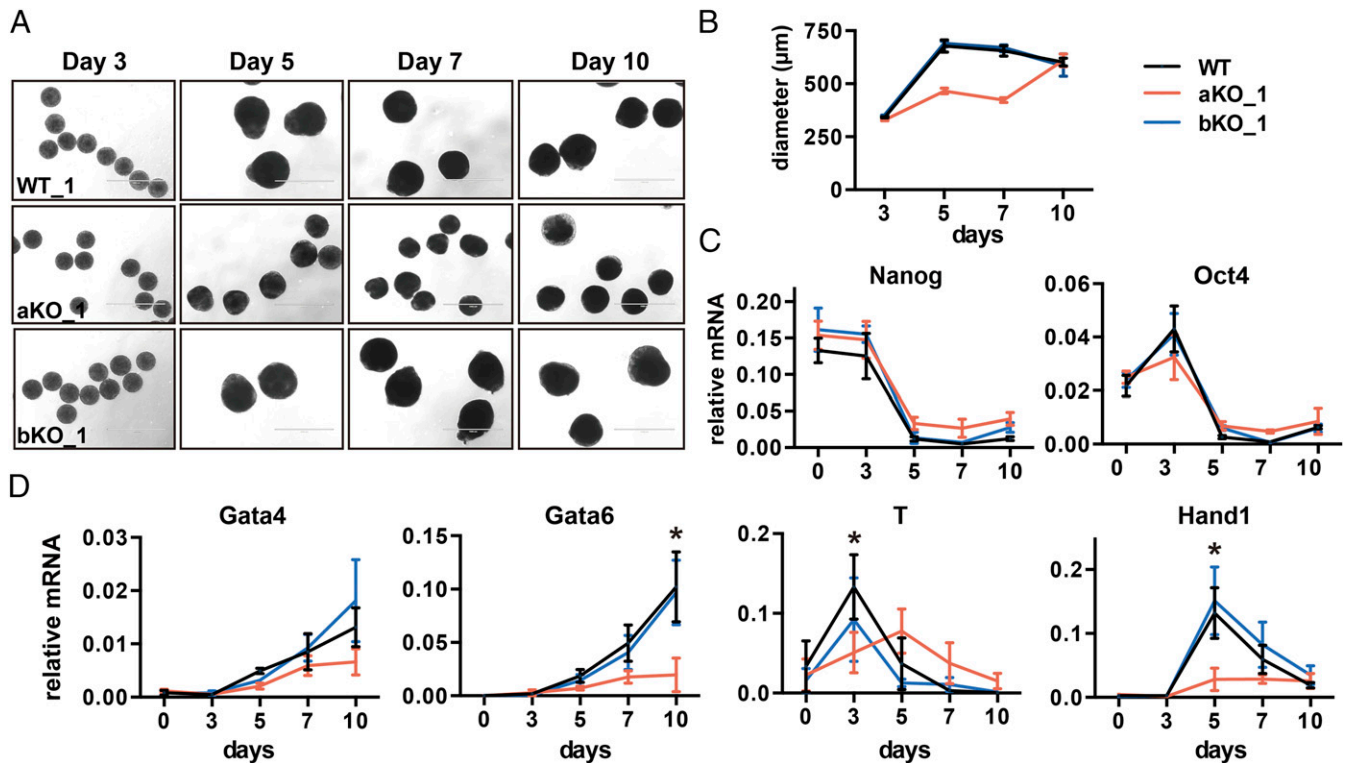 A
Day 3 Day 5 Day 7 Day 10
WT_1
aKO_1
bKO_1
B
diameter (µm)
750
500
250
0
3 5 7 10
days
WT
aKO_1
bKO_1
C
Nanog
relative mRNA
0.20
0.15
0.10
0.05
0.00
0 3 5 7 10
Oct4
0.06
0.04
0.02
0.00
0 3 5 7 10
D
Gata4
relative mRNA
0.03
0.02
0.01
0.00
0 3 5 7 10
days
Gata6
0.15
0.10
0.05
0.00
*
0 3 5 7 10
days
T
0.2
0.1
0.0
*
0 3 5 7 10
days
Hand1
0.2
0.1
0.0
*
0 3 5 7 10
days